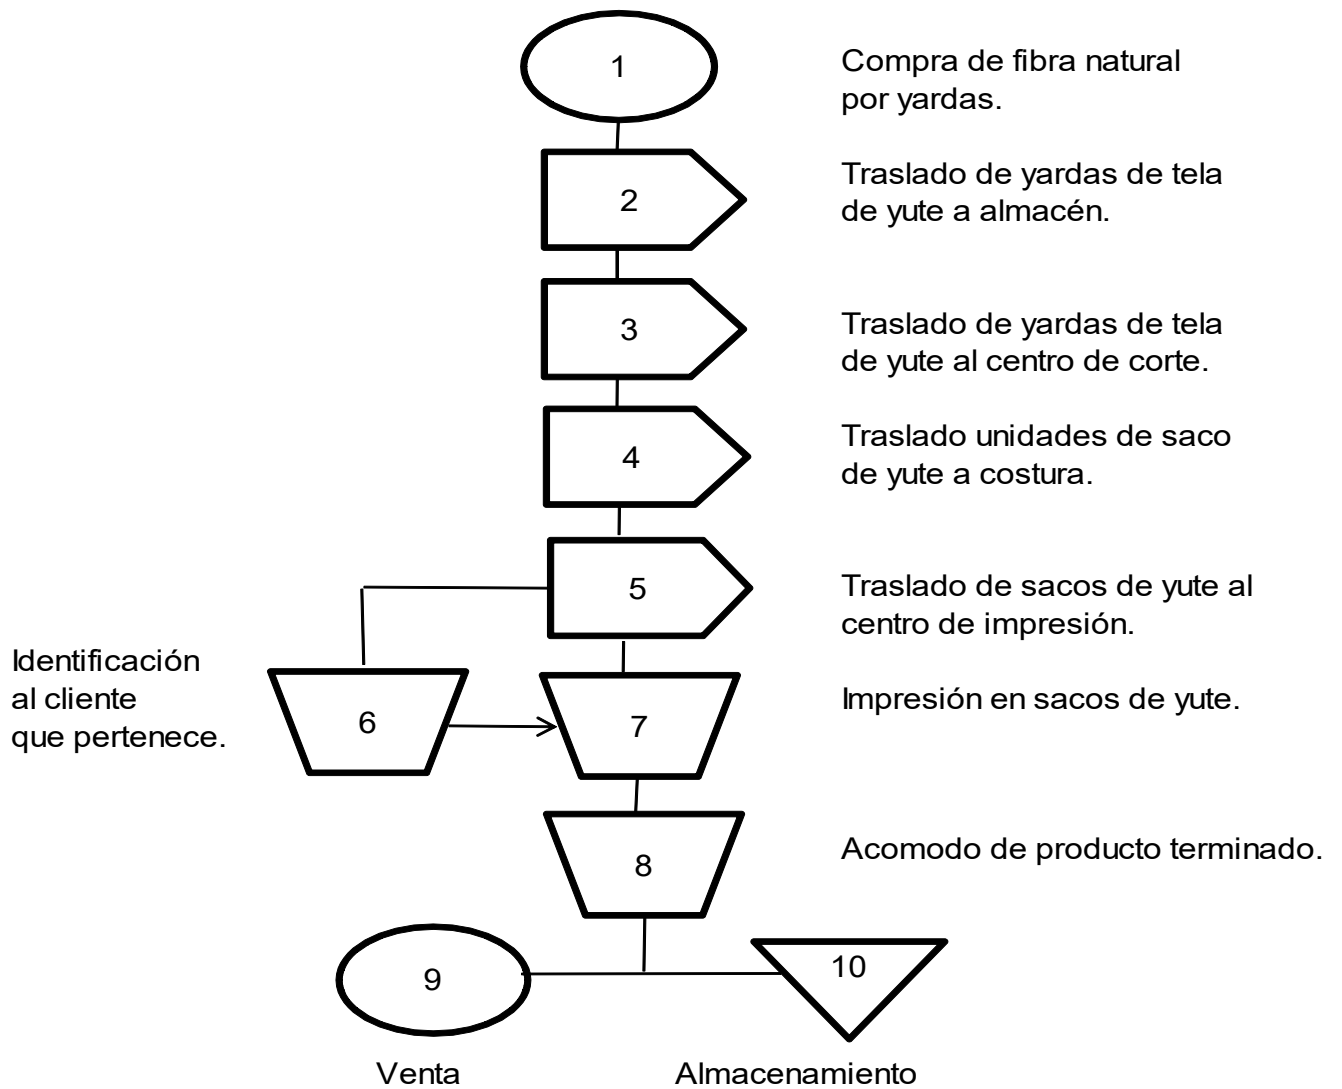 1
Compra de fibra natural
por yardas.
2
Traslado de yardas de tela
de yute a almacén.
3
Traslado de yardas de tela
de yute al centro de corte.
4
Traslado unidades de saco
de yute a costura.
5
Traslado de sacos de yute al
centro de impresión.
Identificación
al cliente
que pertenece.
6
7
Impresión en sacos de yute.
8
Acomodo de producto terminado.
9
10
Venta
Almacenamiento